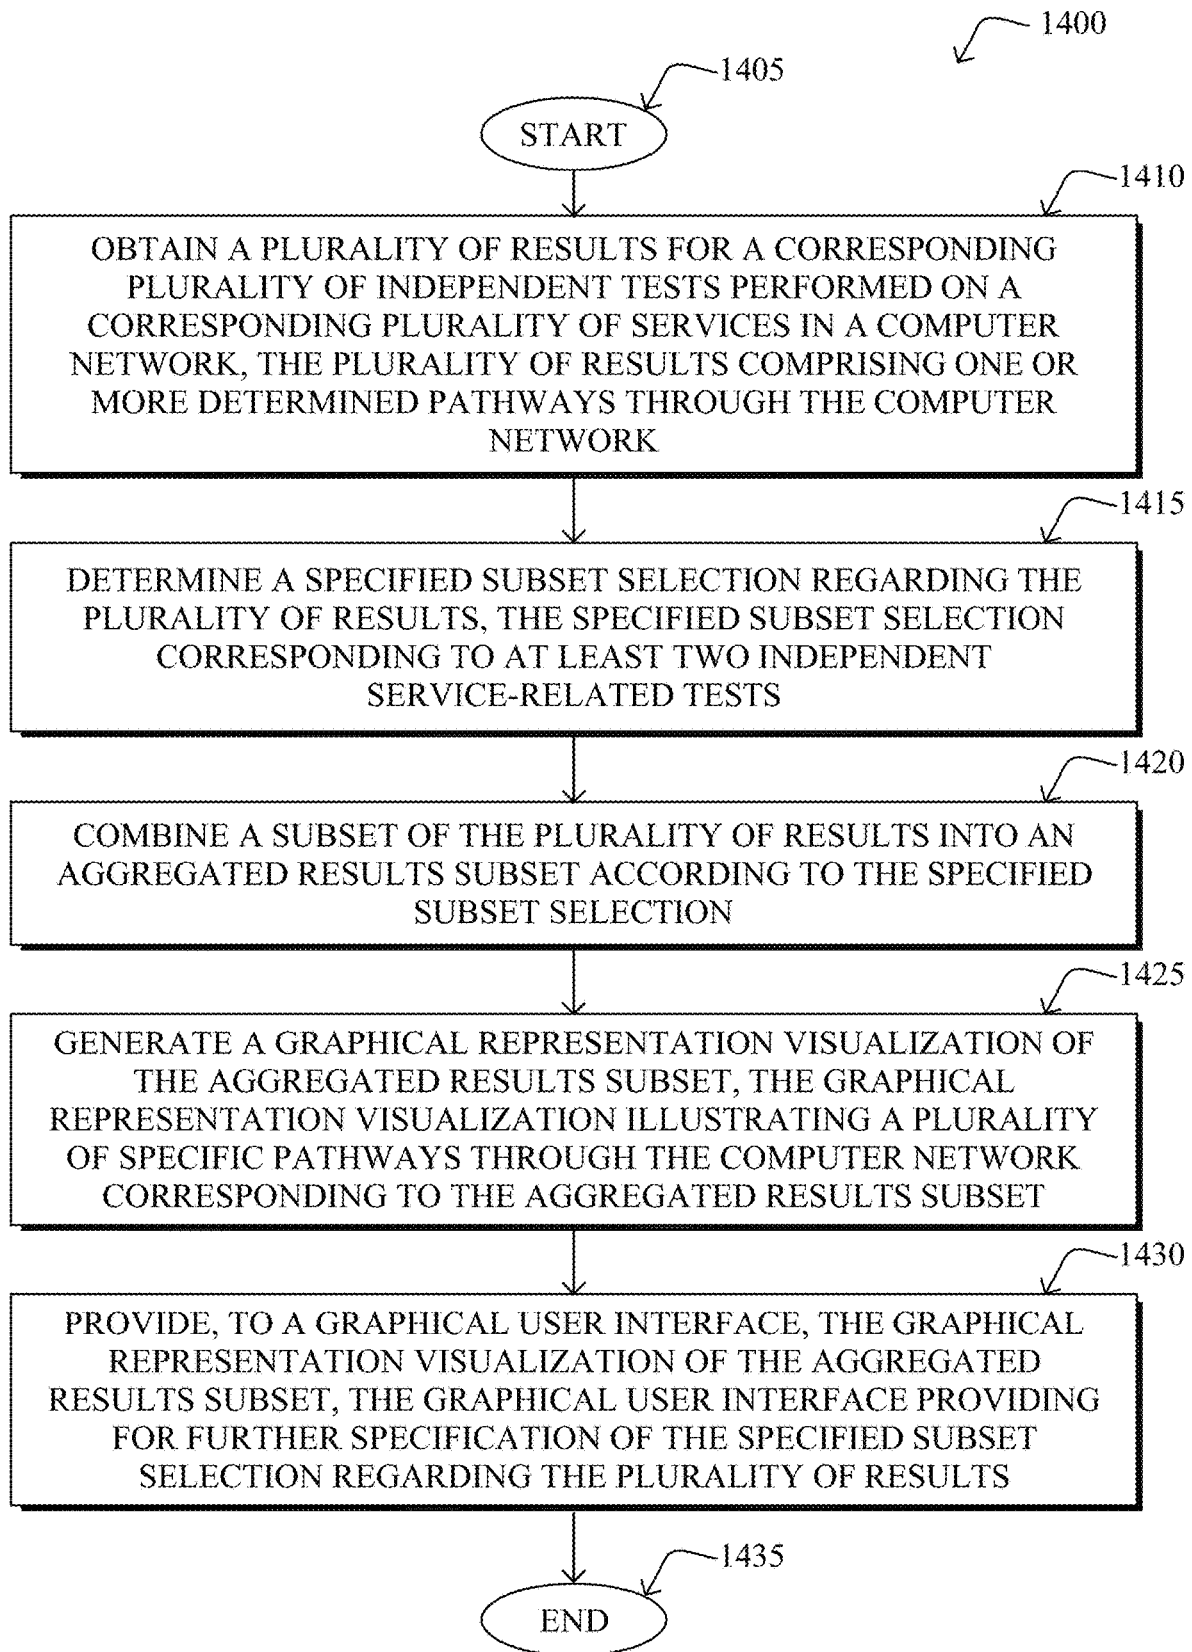 1400
1405
START
1410
OBTAIN A PLURALITY OF RESULTS FOR A CORRESPONDING
PLURALITY OF INDEPENDENT TESTS PERFORMED ON A
CORRESPONDING PLURALITY OF SERVICES IN A COMPUTER
NETWORK, THE PLURALITY OF RESULTS COMPRISING ONE OR
MORE DETERMINED PATHWAYS THROUGH THE COMPUTER
NETWORK
1415
DETERMINE A SPECIFIED SUBSET SELECTION REGARDING THE
PLURALITY OF RESULTS, THE SPECIFIED SUBSET SELECTION
CORRESPONDING TO AT LEAST TWO INDEPENDENT
SERVICE-RELATED TESTS
1420
COMBINE A SUBSET OF THE PLURALITY OF RESULTS INTO AN
AGGREGATED RESULTS SUBSET ACCORDING TO THE SPECIFIED
SUBSET SELECTION
1425
GENERATE A GRAPHICAL REPRESENTATION VISUALIZATION OF
THE AGGREGATED RESULTS SUBSET, THE GRAPHICAL
REPRESENTATION VISUALIZATION ILLUSTRATING A PLURALITY
OF SPECIFIC PATHWAYS THROUGH THE COMPUTER NETWORK
CORRESPONDING TO THE AGGREGATED RESULTS SUBSET
1430
PROVIDE, TO A GRAPHICAL USER INTERFACE, THE GRAPHICAL
REPRESENTATION VISUALIZATION OF THE AGGREGATED
RESULTS SUBSET, THE GRAPHICAL USER INTERFACE PROVIDING
FOR FURTHER SPECIFICATION OF THE SPECIFIED SUBSET
SELECTION REGARDING THE PLURALITY OF RESULTS
1435
END